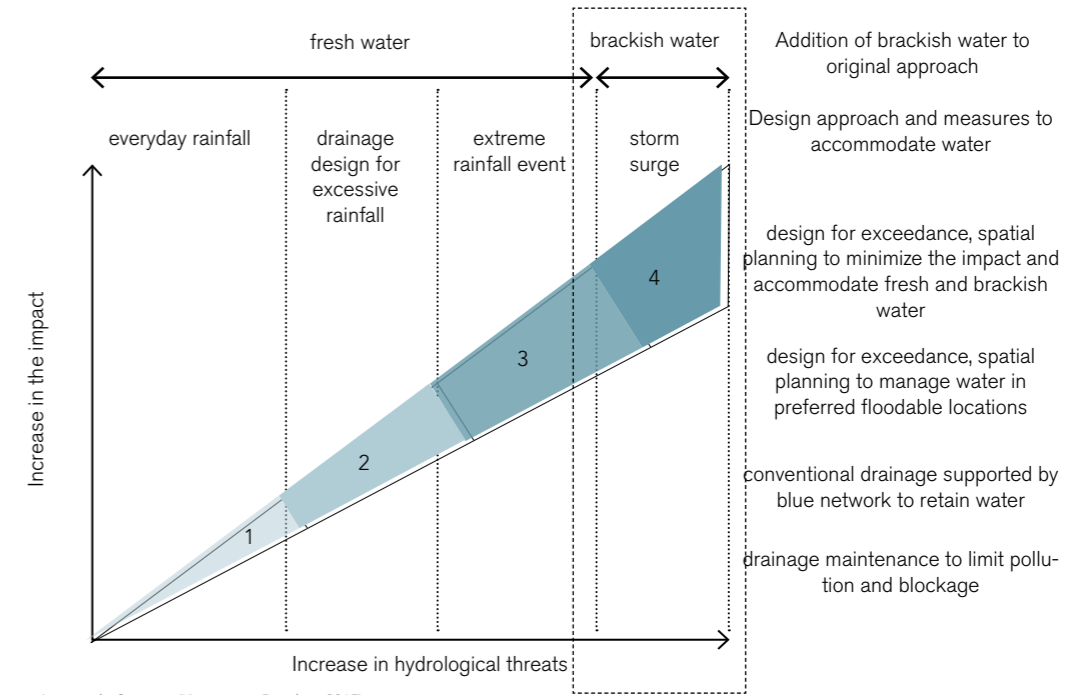 fresh water
brackish water
Addition of brackish water to
original approach
everyday rainfall
drainage
design for
excessive
rainfall
extreme
rainfall event
storm
surge
Design approach and measures to
accommodate water
Increase in the impact
4
3
2
1
design for exceedance, spatial
planning to minimize the impact and
accommodate fresh and brackish
water
design for exceedance, spatial
planning to manage water in
preferred floodable locations
conventional drainage supported by
blue network to retain water
drainage maintenance to limit pollu-
tion and blockage
Increase in hydrological threats